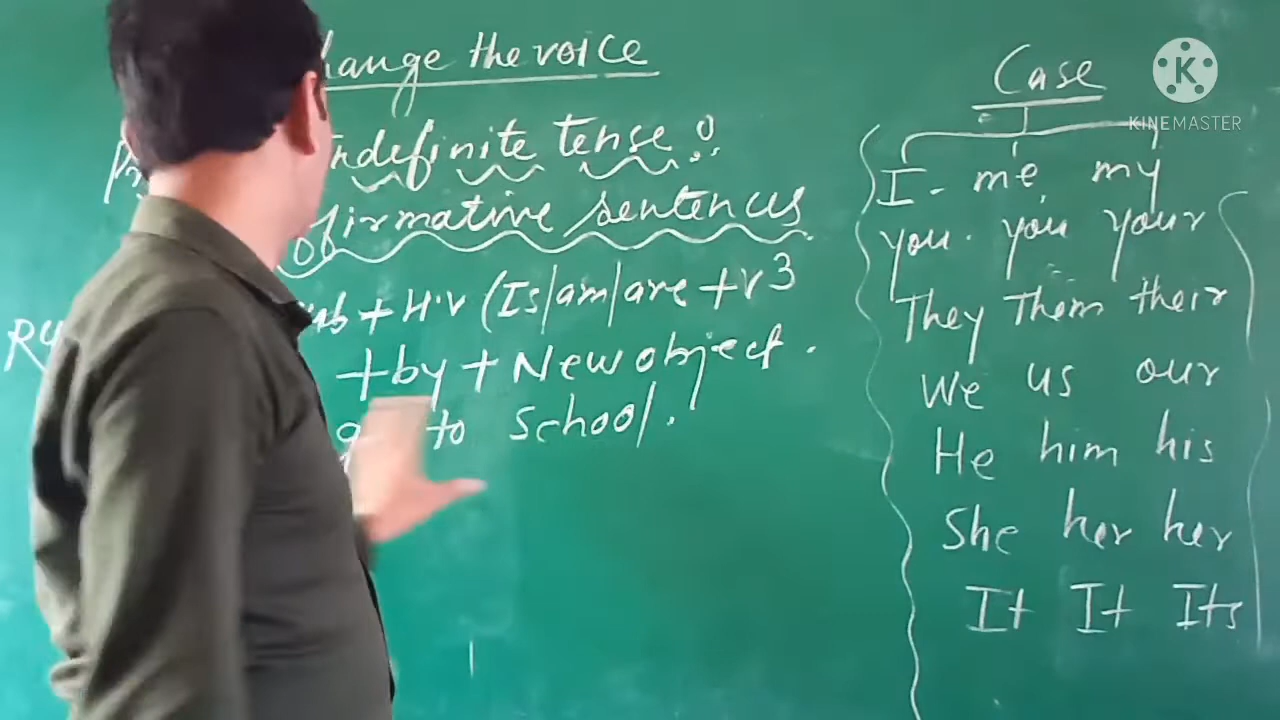 hange the voice
ndefinite tense :
firmative sentences
ub + H.V (Is/am/are + v3
+ by + New object.
to School.
Case
I - me my
you. you your
They Them their
We us our
He him his
She her her
It It Its
K
KINEMASTER